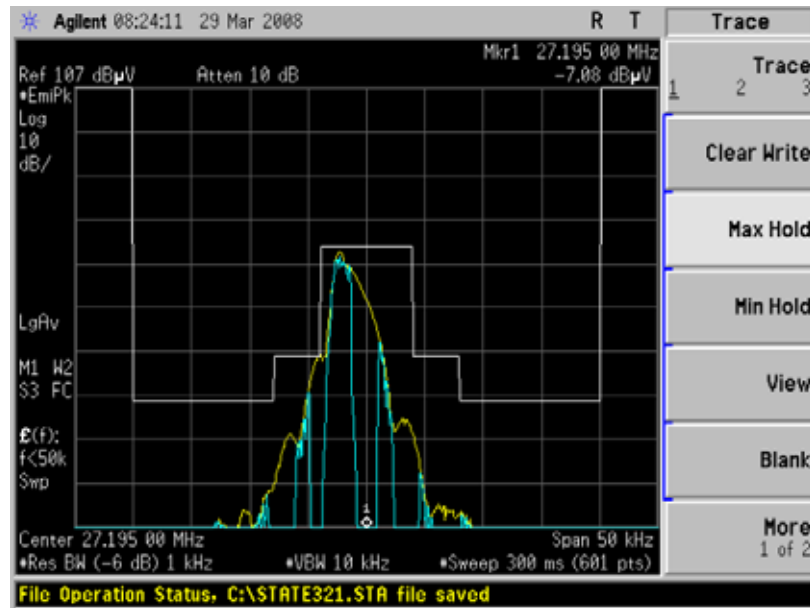 Agilent 08:24:11 29 Mar 2008 R T Trace
Mkr1 27.195 00 MHz
Ref 107 dBµV Atten 10 dB -7.08 dBµV
•EmiPk
Log
10
dB/
LgAv
M1 W2
S3 FC
£(f):
f<50k
Swp
1
Center 27.195 00 MHz Span 50 kHz
•Res BW (-6 dB) 1 kHz •VBW 10 kHz •Sweep 300 ms (601 pts)
File Operation Status, C:\STATE321.STA file saved
Trace
1 2 3
Clear Write
Max Hold
Min Hold
View
Blank
More
1 of 2